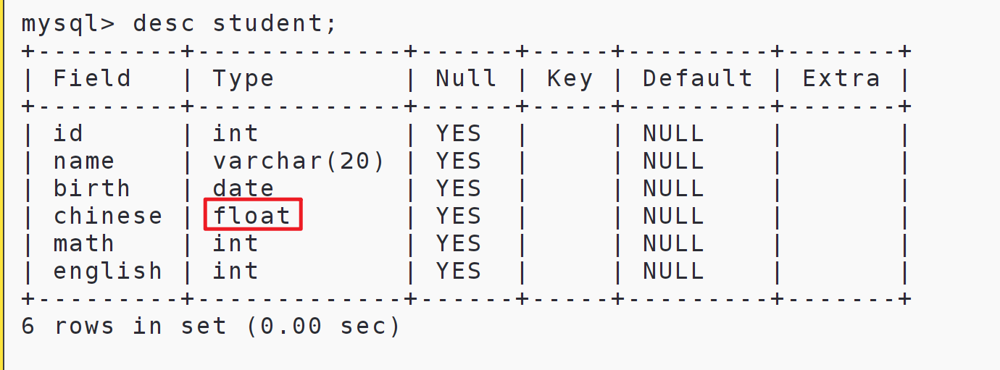 mysql> desc student;
+---------+-------------+------+-----+---------+-------+
| Field   | Type        | Null | Key | Default | Extra |
+---------+-------------+------+-----+---------+-------+
| id      | int         | YES  |     | NULL    |       |
| name    | varchar(20) | YES  |     | NULL    |       |
| birth   | date        | YES  |     | NULL    |       |
| chinese | float       | YES  |     | NULL    |       |
| math    | int         | YES  |     | NULL    |       |
| english | int         | YES  |     | NULL    |       |
+---------+-------------+------+-----+---------+-------+
6 rows in set (0.00 sec)